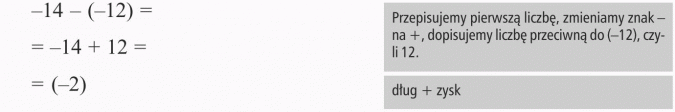 –14 – (–12) =
= –14 + 12 =
= (–2)
Przepisujemy pierwszą liczbę, zmieniamy znak –
na +, dopisujemy liczbę przeciwną do (–12), czy-
li 12.
dług + zysk